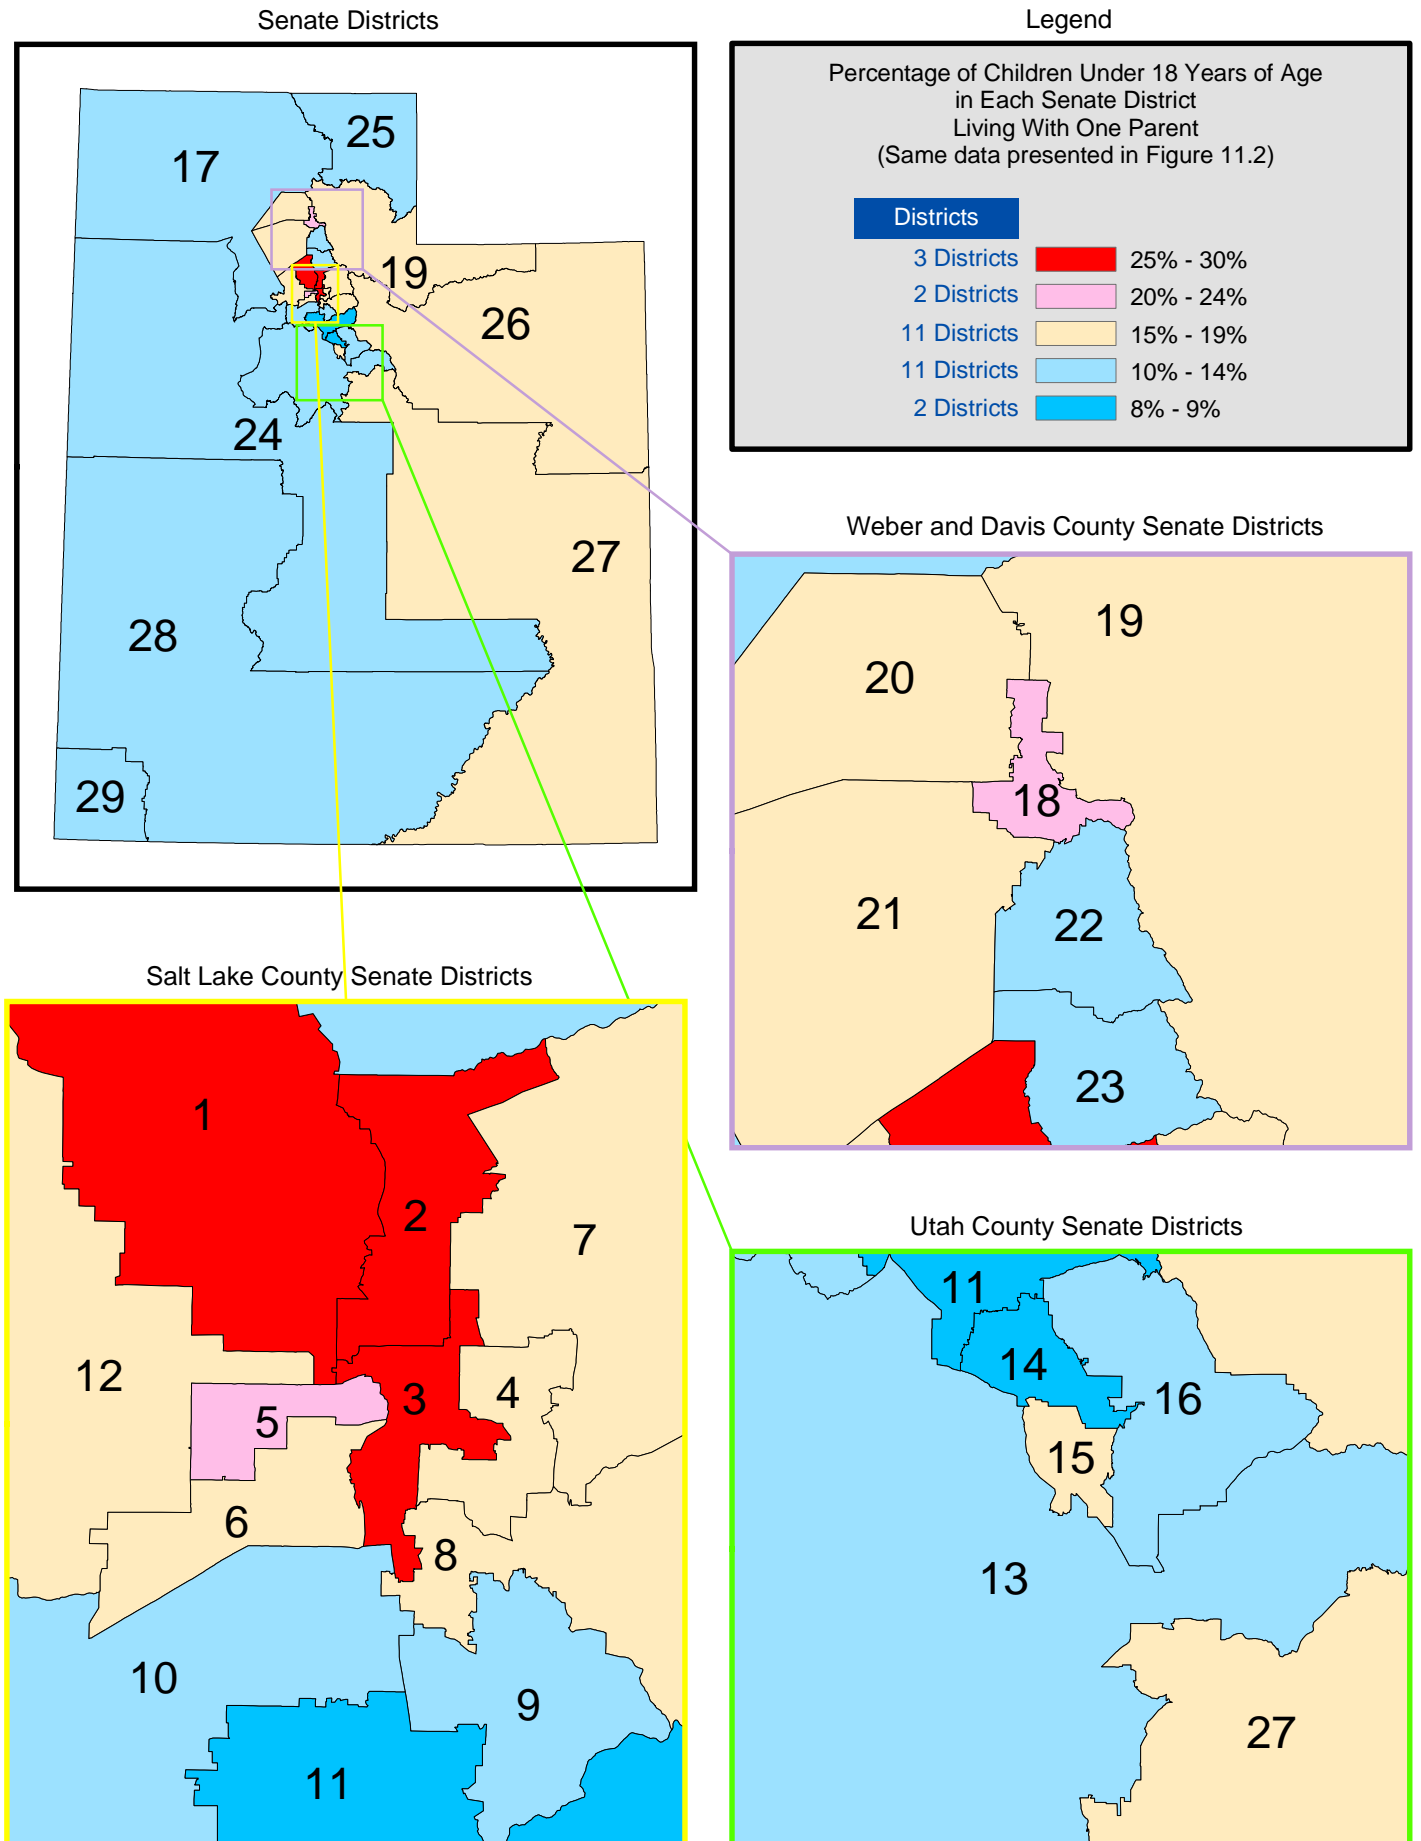 Senate Districts
17
25
19
26
24
27
28
29
Legend
Percentage of Children Under 18 Years of Age
in Each Senate District
Living With One Parent
(Same data presented in Figure 11.2)
Districts
3 Districts 25% - 30%
2 Districts 20% - 24%
11 Districts 15% - 19%
11 Districts 10% - 14%
2 Districts 8% - 9%
Weber and Davis County Senate Districts
19
20
18
21
22
23
Salt Lake County Senate Districts
1
2
7
12
3
4
5
6
8
10
9
11
Utah County Senate Districts
11
14
16
15
13
27